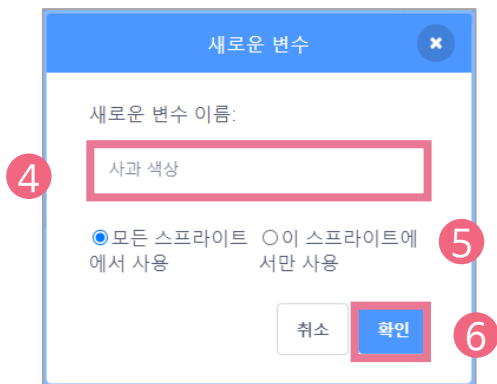 새로운 변수
새로운 변수 이름:
4
사과 색상
모든 스프라이트 이 스프라이트에 5
에서 사용 서만 사용
취소 확인 6